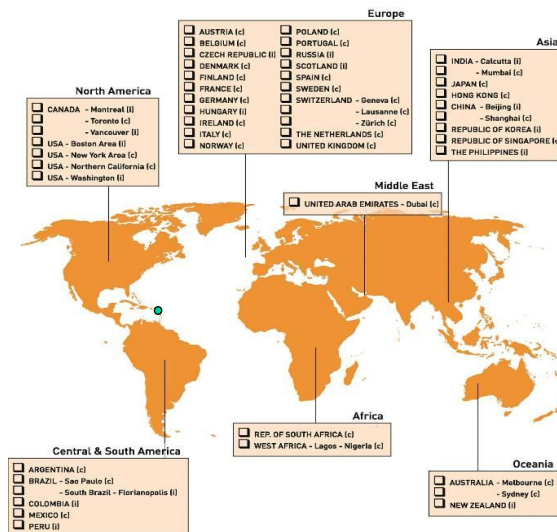 Europe
AUSTRIA (c)
BELGIUM (c)
CZECH REPUBLIC (i)
DENMARK (c)
FINLAND (c)
FRANCE (c)
GERMANY (c)
HUNGARY (i)
IRELAND (c)
ITALY (c)
NORWAY (c)
POLAND (c)
PORTUGAL (c)
RUSSIA (i)
SCOTLAND (i)
SPAIN (c)
SWEDEN (c)
SWITZERLAND - Geneva (c)
- Lausanne (c)
- Zürich (c)
THE NETHERLANDS (c)
UNITED KINGDOM (c)
Asia
INDIA - Calcutta (i)
- Mumbai (c)
JAPAN (c)
HONG KONG (c)
CHINA - Beijing (i)
- Shanghai (c)
REPUBLIC OF KOREA (i)
REPUBLIC OF SINGAPORE (c
THE PHILIPPINES (i)
North America
CANADA - Montreal (i)
- Toronto (c)
- Vancouver (i)
USA - Boston Area (i)
USA - New York Area (c)
USA - Northern California (c)
USA - Washington (i)
Middle East
UNITED ARAB EMIRATES - Dubai (c)
Africa
REP. OF SOUTH AFRICA (c)
WEST AFRICA - Lagos - Nigeria (c)
Central & South America
ARGENTINA (c)
BRAZIL - Sao Paulo (c)
- South Brazil - Florianopolis (i)
COLOMBIA (i)
MEXICO (c)
PERU (i)
Oceania
AUSTRALIA - Melbourne (c)
- Sydney (c)
NEW ZEALAND (i)